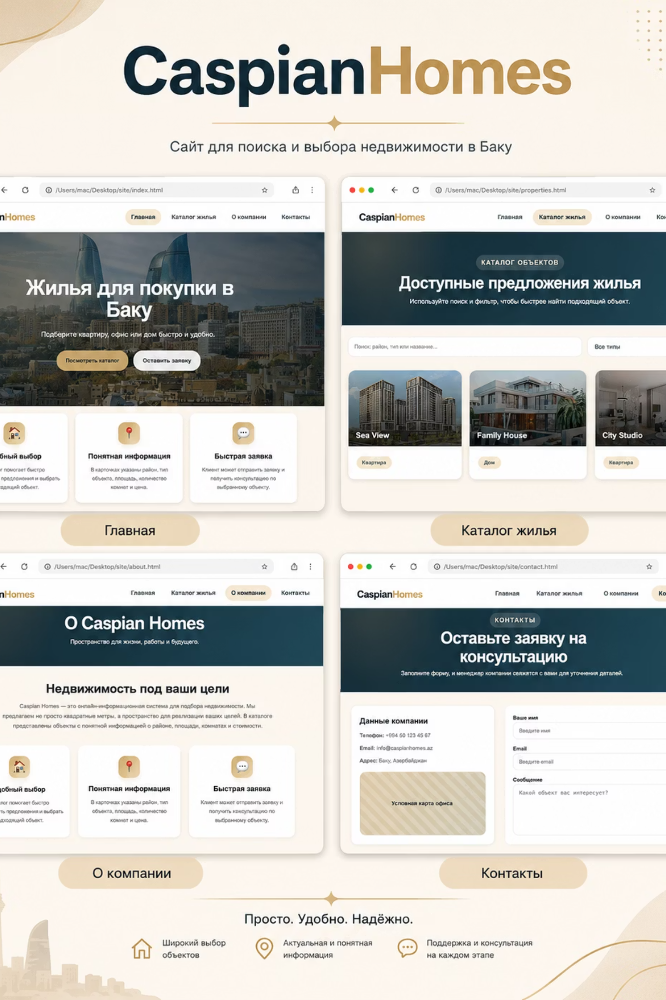 CaspianHomes
Сайт для поиска и выбора недвижимости в Баку
/Users/mac/Desktop/site/index.html
nHomes
Главная Каталог жилья О компании Контакты
Жилья для покупки в
Баку
Подберите квартиру, офис или дом быстро и удобно.
Посмотреть каталог Оставить заявку
бный выбор
г помогает быстро
предложения и выбрать
одящий объект.
Понятная информация
В карточках указаны район, тип
объекта, площадь, количество
комнат и цена.
Быстрая заявка
Клиент может отправить заявку и
получить консультацию по
выбранному объекту.
Главная
/Users/mac/Desktop/site/properties.html
CaspianHomes
Главная Каталог жилья О компании Кон
КАТАЛОГ ОБЪЕКТОВ
Доступные предложения жилья
Используйте поиск и фильтр, чтобы быстрее найти подходящий объект.
Поиск: район, тип или название...
Все типы
Sea View
Квартира
Family House
Дом
City Studio
Квартира
Каталог жилья
/Users/mac/Desktop/site/about.html
nHomes
Главная Каталог жилья О компании Контакты
О Caspian Homes
Пространство для жизни, работы и будущего.
Недвижимость под ваши цели
Caspian Homes — это онлайн-информационная система для подбора недвижимости. Мы
предлагаем не просто квадратные метры, а пространство для реализации ваших целей. В каталоге
представлены объекты с понятной информацией о районе, площади, комнатах и стоимости.
добный выбор
лог помогает быстро
ть предложения и выбрать
дходящий объект.
Понятная информация
В карточках указаны район, тип
объекта, площадь, количество
комнат и цена.
Быстрая заявка
Клиент может отправить заявку и
получить консультацию по
выбранному объекту.
О компании
/Users/mac/Desktop/site/contact.html
CaspianHomes
Главная Каталог жилья О компании Ко
КОНТАКТЫ
Оставьте заявку на
консультацию
Заполните форму, и менеджер компании свяжится с вами для уточнения деталей.
Данные компании
Телефон: +994 50 123 45 67
Email: info@caspianhomes.az
Адрес: Баку, Азербайджан
Условная карта офиса
Ваше имя
Введите имя
Email
Введите email
Сообщение
Какой объект вас интересует?
Контакты
Просто. Удобно. Надёжно.
Широкий выбор
объектов
Актуальная и понятная
информация
Поддержка и консультация
на каждом этапе